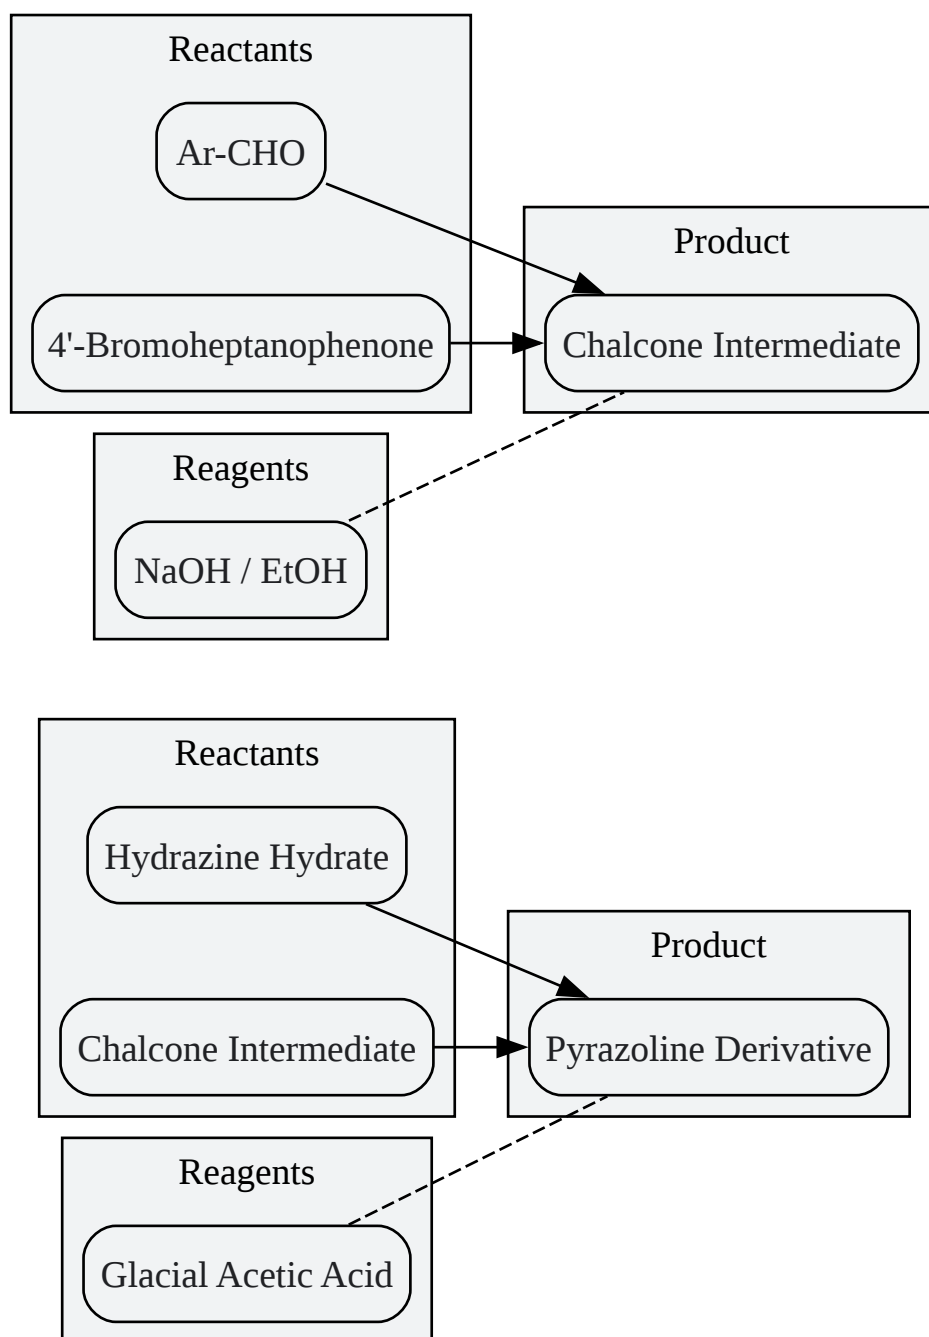 Reactants
Ar-CHO
Product
4'-Bromoheptanophenone
Chalcone Intermediate
Reagents
NaOH / EtOH
Reactants
Hydrazine Hydrate
Product
Chalcone Intermediate
Pyrazoline Derivative
Reagents
Glacial Acetic Acid